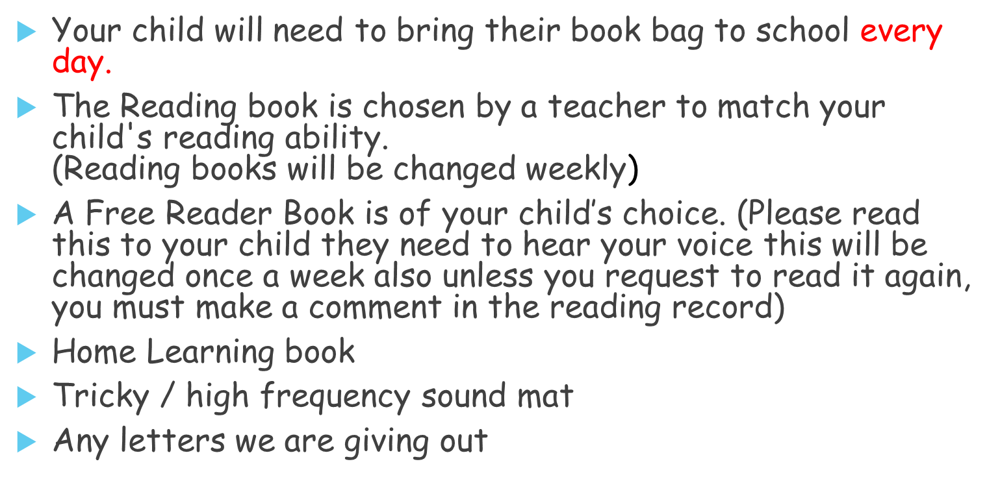 Your child will need to bring their book bag to school every
day.
The Reading book is chosen by a teacher to match your
child's reading ability.
(Reading books will be changed weekly)
A Free Reader Book is of your child’s choice. (Please read
this to your child they need to hear your voice this will be
changed once a week also unless you request to read it again,
you must make a comment in the reading record)
Home Learning book
Tricky / high frequency sound mat
Any letters we are giving out